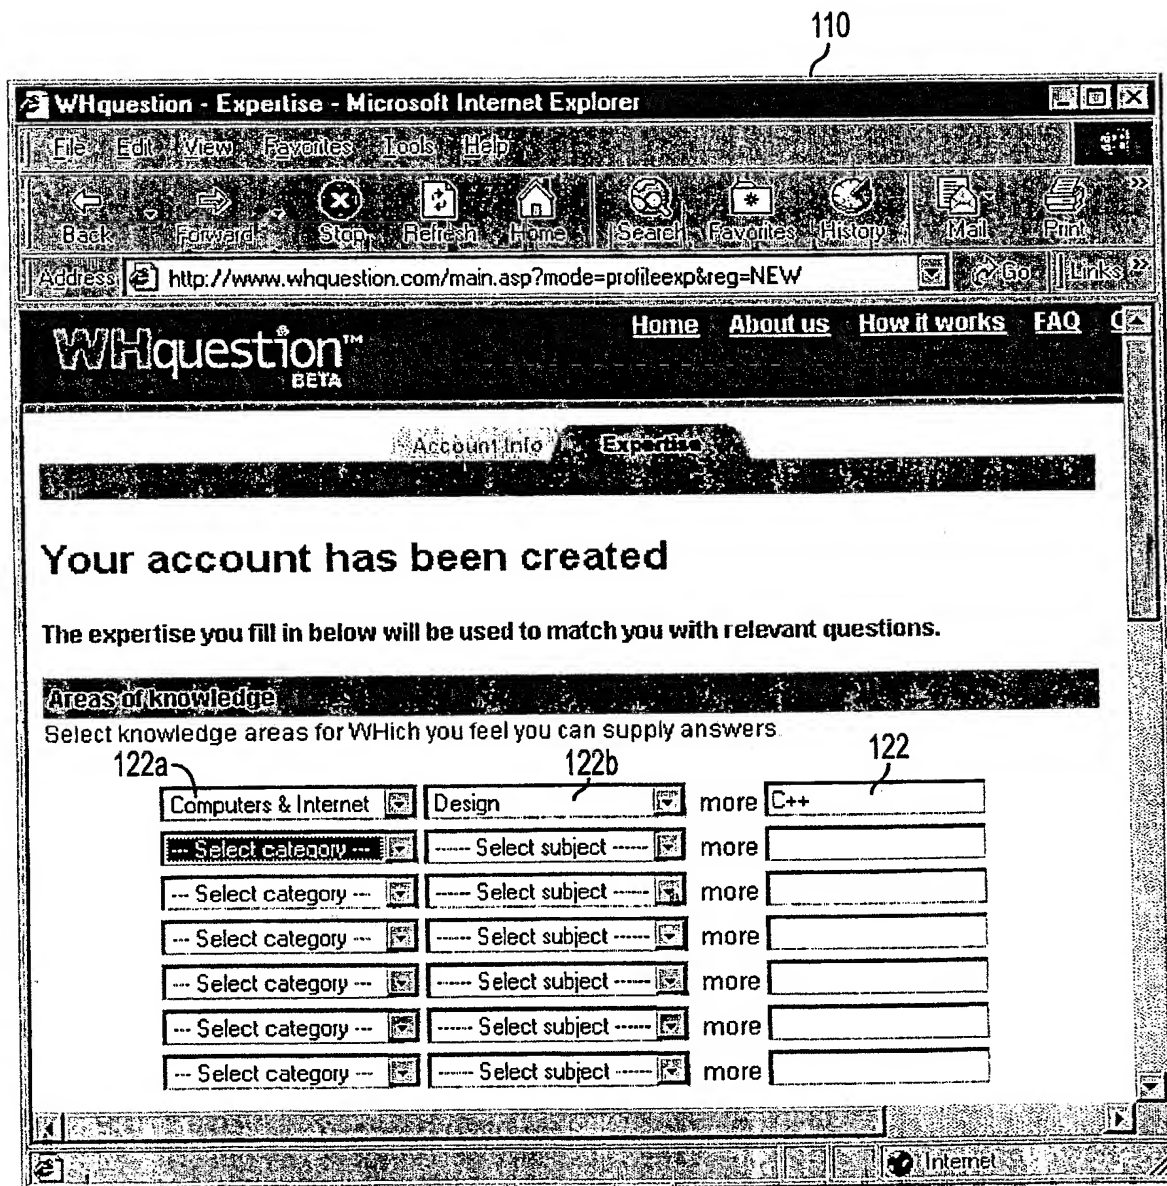 110
WHquestion - Expertise - Microsoft Internet Explorer
File Edit View Favorites Tools Help
Back Forward Stop Refresh Home Search Favorites History Mail Print
Address http://www.whquestion.com/main.asp?mode=profileexp&reg=NEW Go Links
WHquestion™ Home About us How it works FAQ
BETA
Account Info Expertise
Your account has been created
The expertise you fill in below will be used to match you with relevant questions.
Areas of knowledge
Select knowledge areas for WHich you feel you can supply answers.
122a 122b 122
Computers & Internet Design more C++
--- Select category --- ------ Select subject ------ more
--- Select category --- ------ Select subject ------ more
--- Select category --- ------ Select subject ------ more
--- Select category --- ------ Select subject ------ more
--- Select category --- ------ Select subject ------ more
--- Select category --- ------ Select subject ------ more
Internet